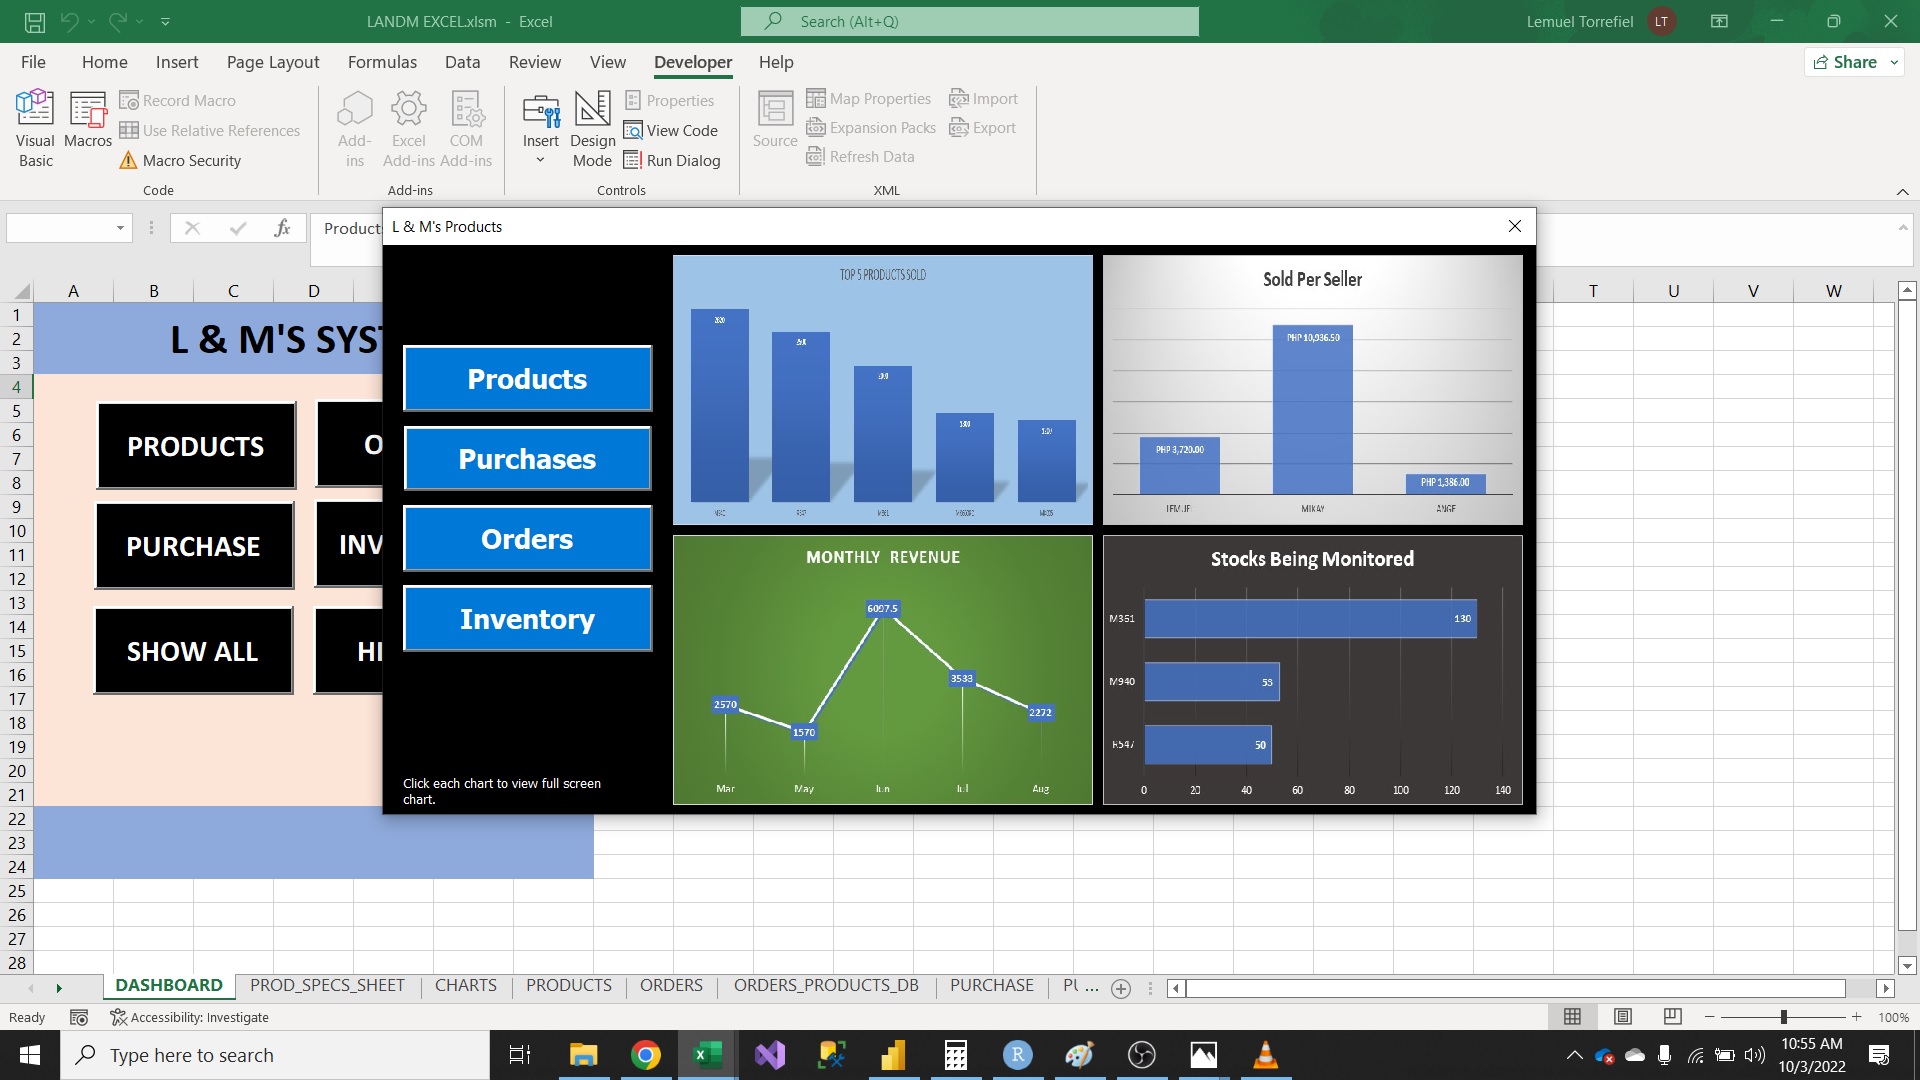 LANDM EXCEL.xlsm - Excel
Search (Alt+Q)
Lemuel Torrefiel
LT
File Home Insert Page Layout Formulas Data Review View Developer Help
Share
Visual Basic
Macros
Record Macro
Use Relative References
Macro Security
Code
Add-ins
Excel Add-ins
COM Add-ins
Add-ins
Insert
Design Mode
Properties
View Code
Run Dialog
Controls
Source
Map Properties
Expansion Packs
Refresh Data
Import
Export
XML
fx
L & M's Products
A B C D T U V W
1
2
3
4
5
6
7
8
9
10
11
12
13
14
15
16
17
18
19
20
21
22
23
24
25
26
27
28
L & M'S SYS
PRODUCTS
O
PURCHASE
INV
SHOW ALL
HI
Products
Purchases
Orders
Inventory
Click each chart to view full screen
chart.
TOP 5 PRODUCTS SOLD
Sold Per Seller
PHP 10,936.50
PHP 3,720.00
PHP 1,386.00
LEMUEL MIKAY ANGE
MONTHLY REVENUE
6097.5
3533
2570
2272
1570
Mar May Jun Jul Aug
Stocks Being Monitored
M361 130
M940 53
R547 50
0 20 40 60 80 100 120 140
DASHBOARD PROD_SPECS_SHEET CHARTS PRODUCTS ORDERS ORDERS_PRODUCTS_DB PURCHASE PU ...
Ready
Accessibility: Investigate
100%
Type here to search
10:55 AM
10/3/2022